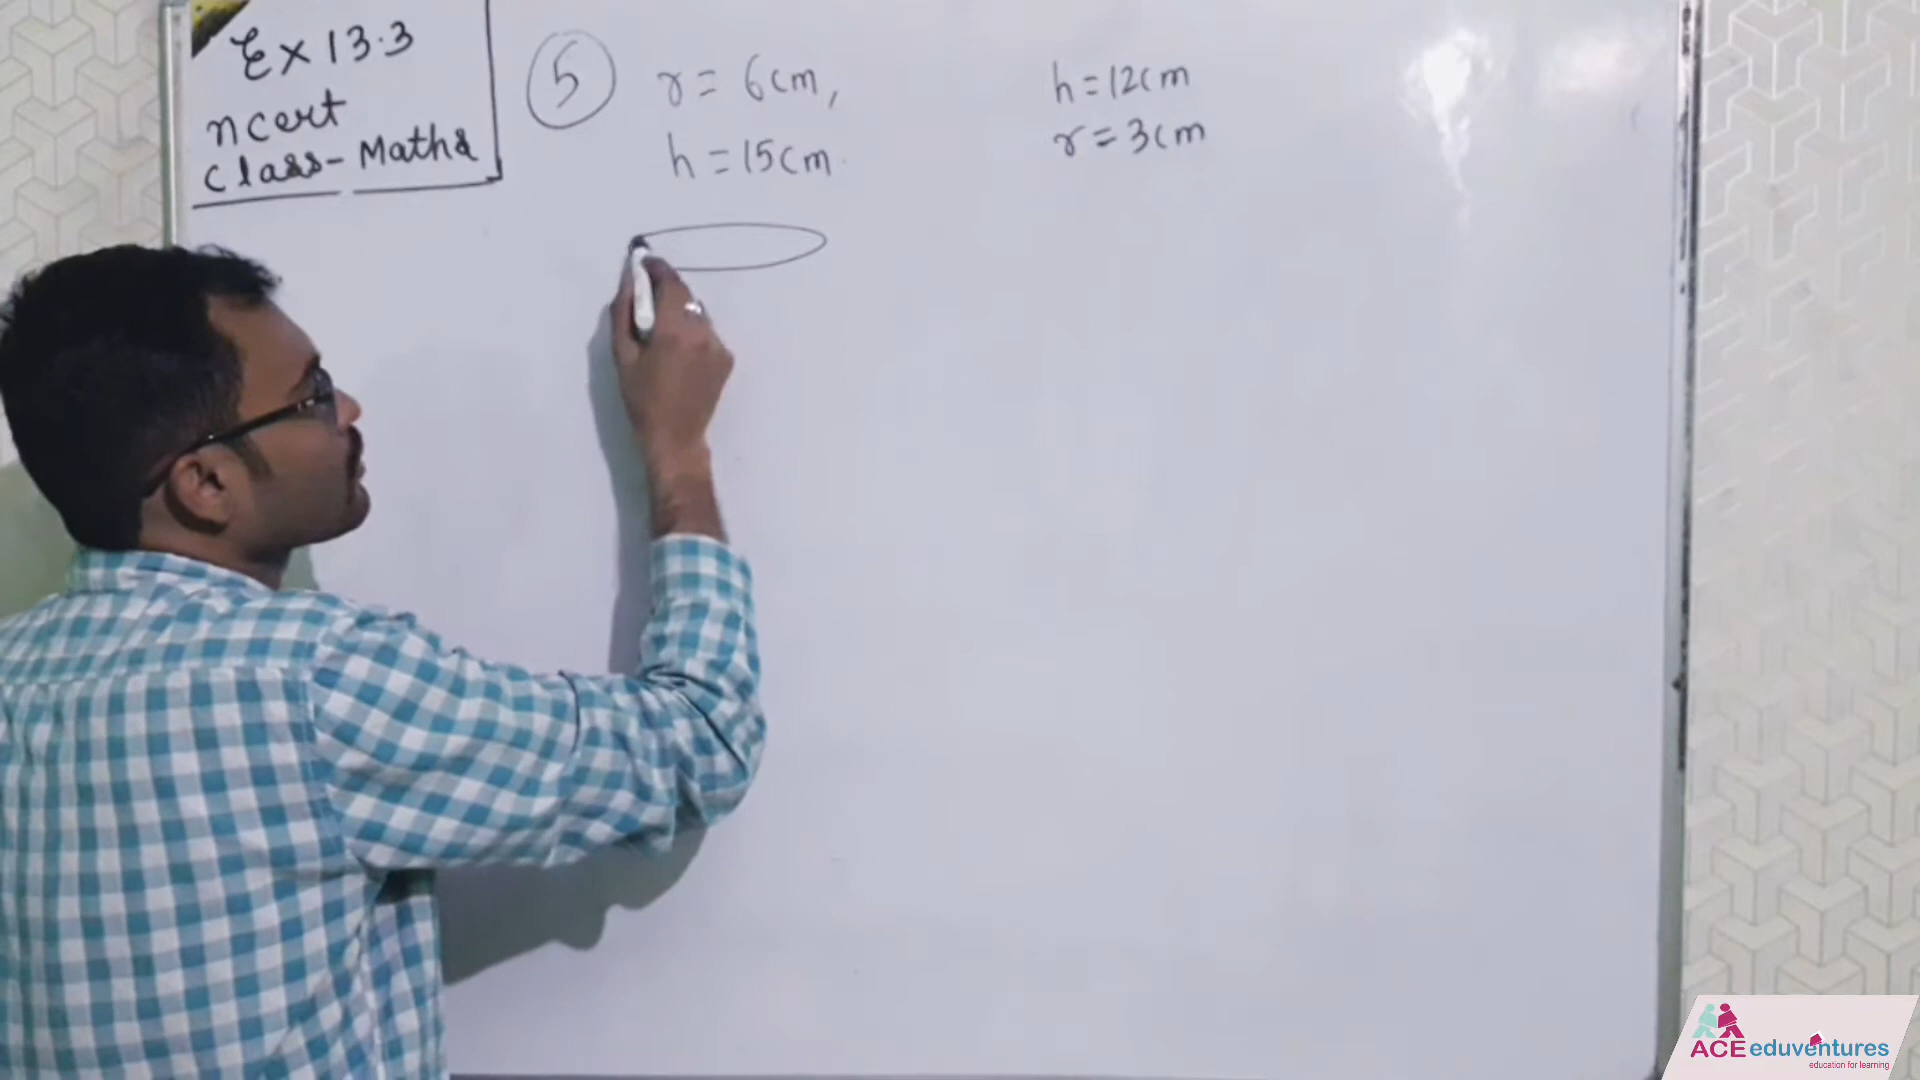 Ex 13.3
ncert
Class-Maths
5
r = 6cm,
h = 15cm.
h = 12cm
r = 3cm
ACE eduventures
education for learning